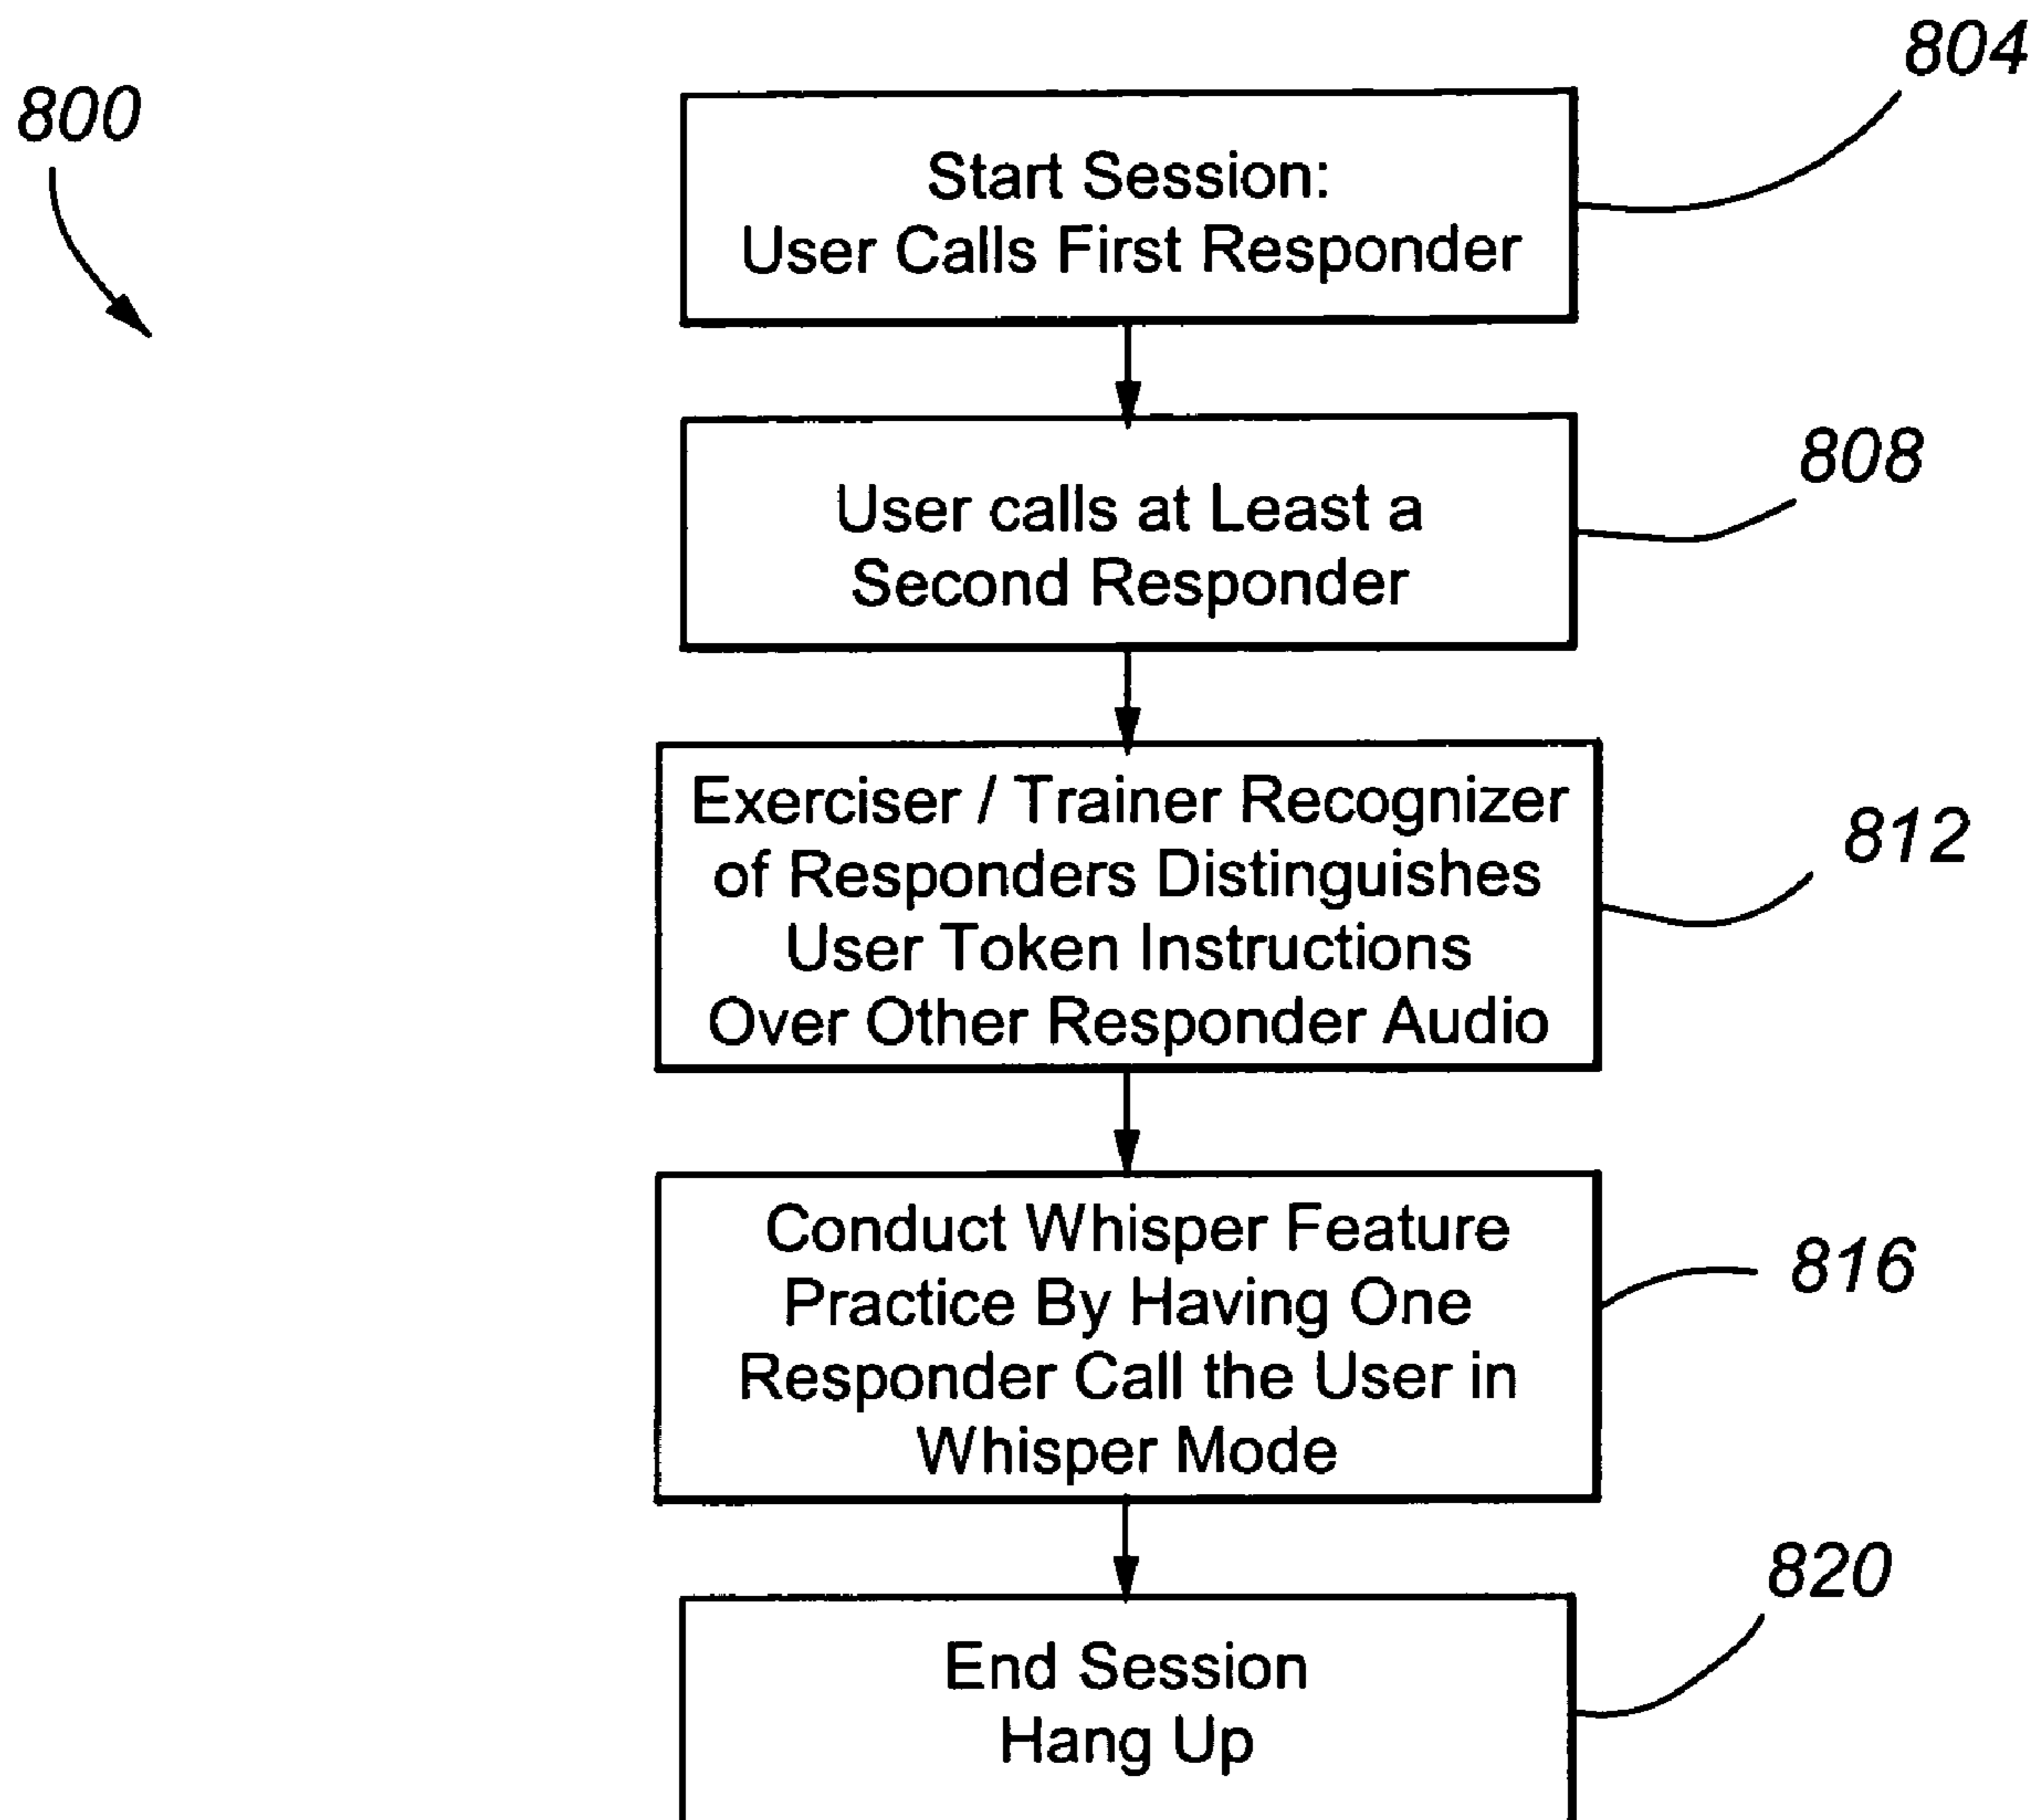 804
800
Start Session:
User Calls First Responder
808
User calls at Least a
Second Responder
812
Exerciser / Trainer Recognizer
of Responders Distinguishes
User Token Instructions
Over Other Responder Audio
816
Conduct Whisper Feature
Practice By Having One
Responder Call the User in
Whisper Mode
820
End Session
Hang Up